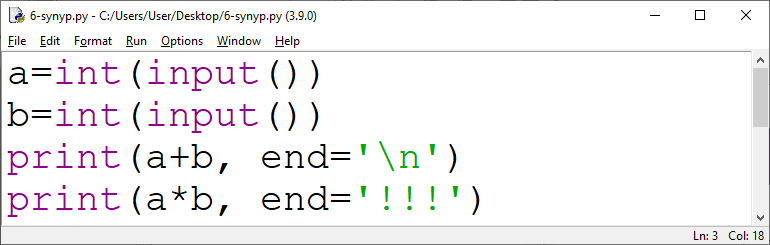 6-synyp.py - C:/Users/User/Desktop/6-synyp.py (3.9.0)
File Edit Format Run Options Window Help
a=int(input())
b=int(input())
print(a+b, end='\n')
print(a*b, end='!!!')
Ln: 3 Col: 18